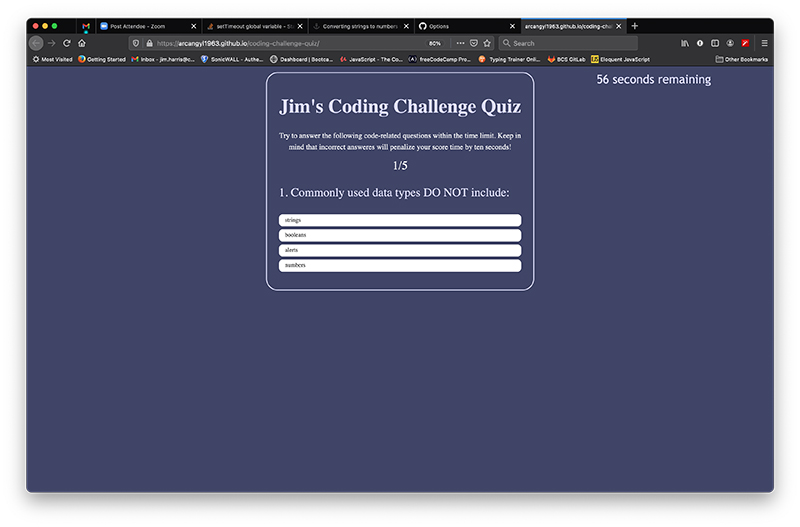 Post Attendee - Zoom
setTimeout global variable - St
Converting strings to numbers
Options
arcangyl1963.github.io/coding-chal
https://arcangyl1963.github.io/coding-challenge-quiz/
80%
Search
Most Visited
Getting Started
Inbox - jim.harris@c...
SonicWALL - Authe...
Dashboard | Bootca...
JavaScript - The Co...
freeCodeCamp Pro...
Typing Trainer Onli...
BCS GitLab
Eloquent JavaScript
Other Bookmarks
56 seconds remaining
Jim's Coding Challenge Quiz
Try to answer the following code-related questions within the time limit. Keep in
mind that incorrect answeres will penalize your score time by ten seconds!
1/5
1. Commonly used data types DO NOT include:
strings
booleans
alerts
numbers